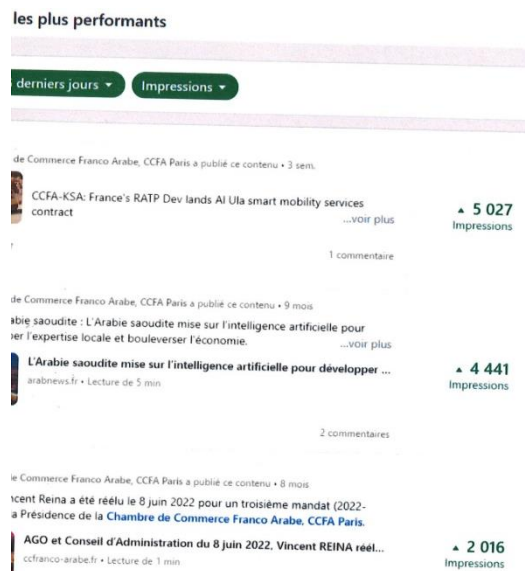 les plus performants
derniers jours
Impressions
de Commerce Franco Arabe, CCFA Paris a publié ce contenu • 3 sem.
CCFA-KSA: France's RATP Dev lands Al Ula smart mobility services
contract
...voir plus
5 027
Impressions
1 commentaire
de Commerce Franco Arabe, CCFA Paris a publié ce contenu • 9 mois
saoudite : L'Arabie saoudite mise sur l'intelligence artificielle pour
l'expertise locale et bouleverser l'économie.
...voir plus
L'Arabie saoudite mise sur l'intelligence artificielle pour développer ...
arabnews.fr • Lecture de 5 min
4 441
Impressions
2 commentaires
de Commerce Franco Arabe, CCFA Paris a publié ce contenu • 8 mois
Reina a été réélu le 8 juin 2022 pour un troisième mandat (2022-
a Présidence de la Chambre de Commerce Franco Arabe, CCFA Paris.
AGO et Conseil d'Administration du 8 juin 2022, Vincent REINA réél...
ccfranco-arabe.fr • Lecture de 1 min
2 016
Impressions